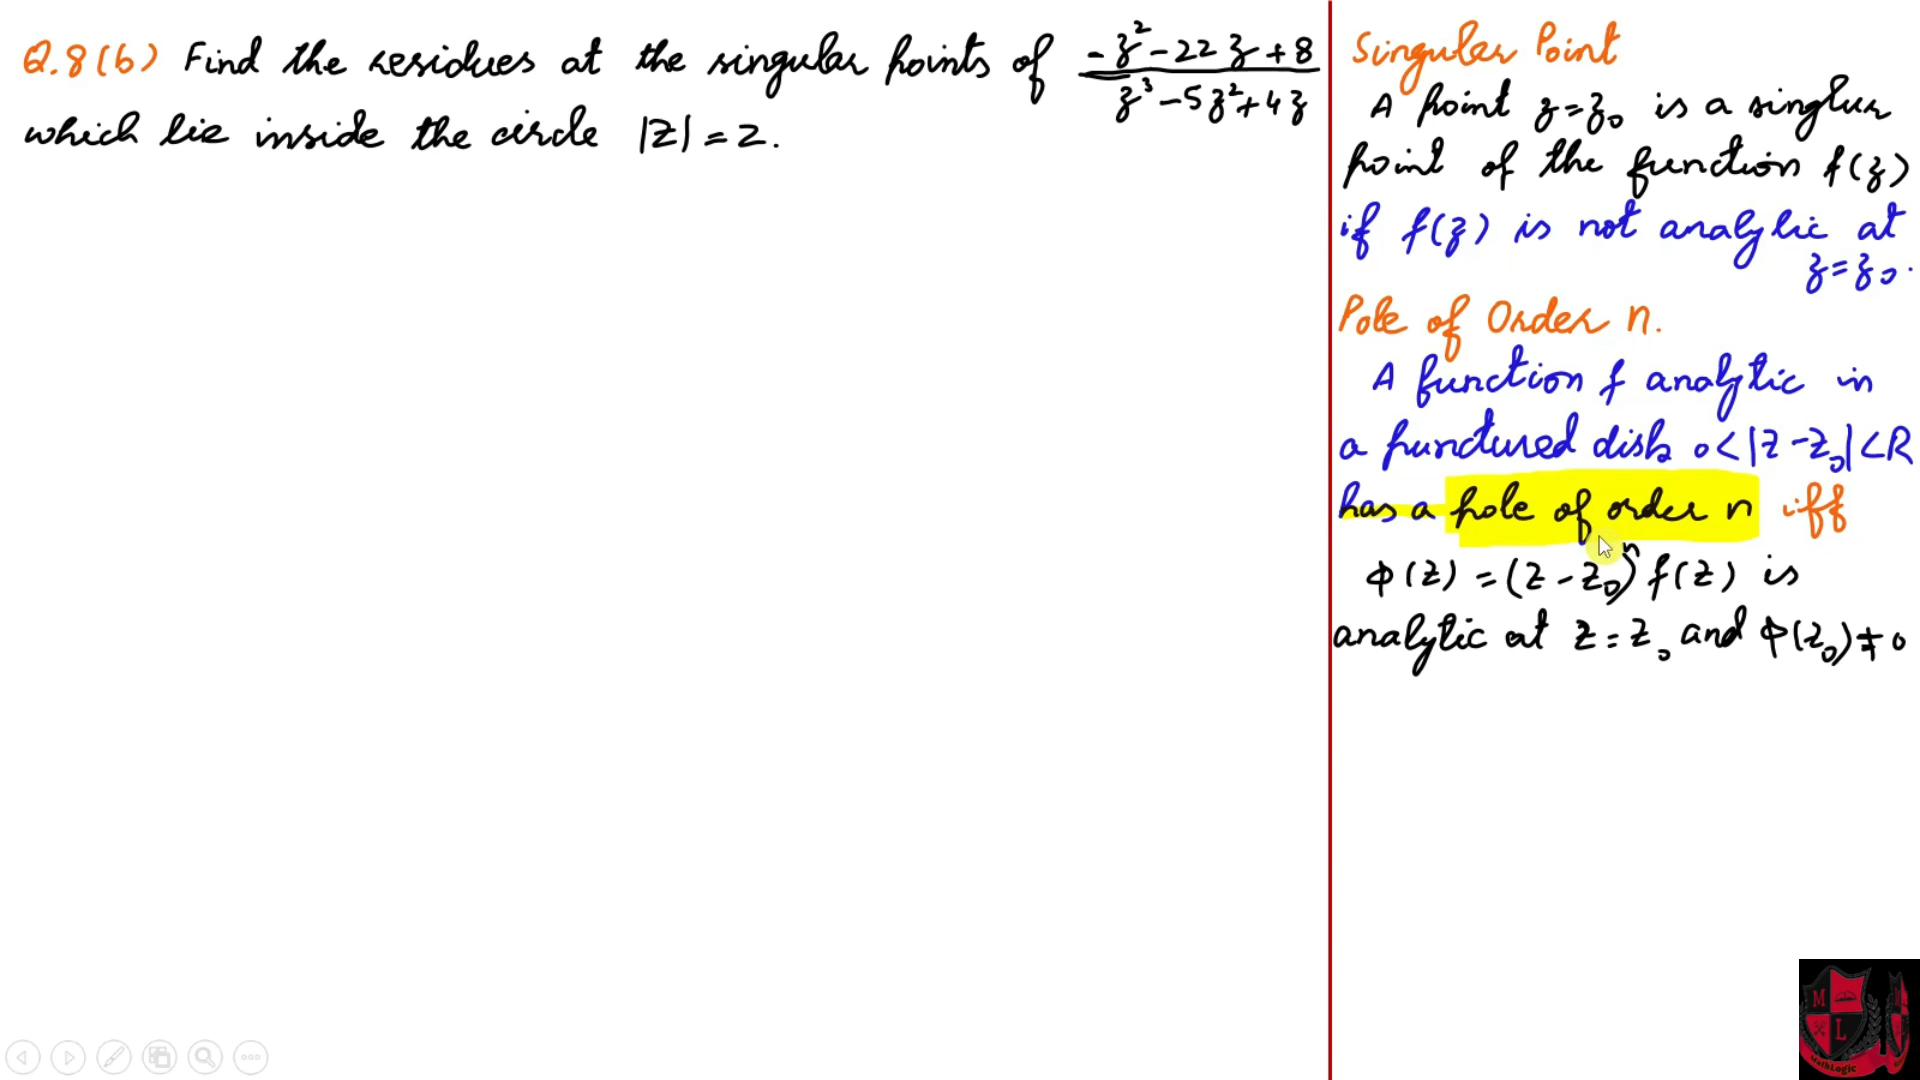 Q.8(b) Find the residues at the singular points of (-z²-22z+8)/(z³-5z²+4z)
which lie inside the circle |z|=2.
Singular Point
A point z=z₀ is a singlur
point of the function f(z)
if f(z) is not analytic at
z=z₀.
Pole of Order n.
A function f analytic in
a punctured disk 0<|z-z₀|<R
has a pole of order n iff
φ(z)=(z-z₀)ⁿ f(z) is
analytic at z=z₀ and φ(z₀)≠0
M
L
MathLogic